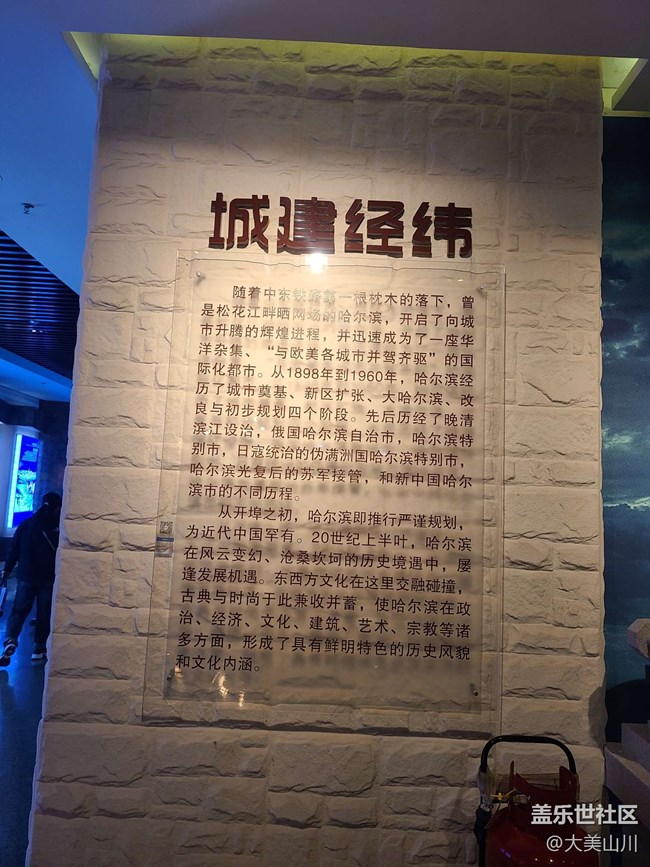 城建经纬
随着中东铁路第一根枕木的落下，曾
是松花江畔晒网场的哈尔滨，开启了向城
市升腾的辉煌进程，并迅速成为了一座华
洋杂集、“与欧美各城市并驾齐驱”的国
际化都市。从1898年到1960年，哈尔滨经
历了城市奠基、新区扩张、大哈尔滨、改
良与初步规划四个阶段。先后历经了晚清
滨江设治，俄国哈尔滨自治市，哈尔滨特
别市，日寇统治的伪满洲国哈尔滨特别市，
哈尔滨光复后的苏军接管，和新中国哈尔
滨市的不同历程。
从开埠之初，哈尔滨即推行严谨规划，
为近代中国罕有。20世纪上半叶，哈尔滨
在风云变幻、沧桑坎坷的历史境遇中，屡
逢发展机遇。东西方文化在这里交融碰撞，
古典与时尚于此兼收并蓄，使哈尔滨在政
治、经济、文化、建筑、艺术、宗教等诸
多方面，形成了具有鲜明特色的历史风貌
和文化内涵。
盖乐世社区
@大美山川